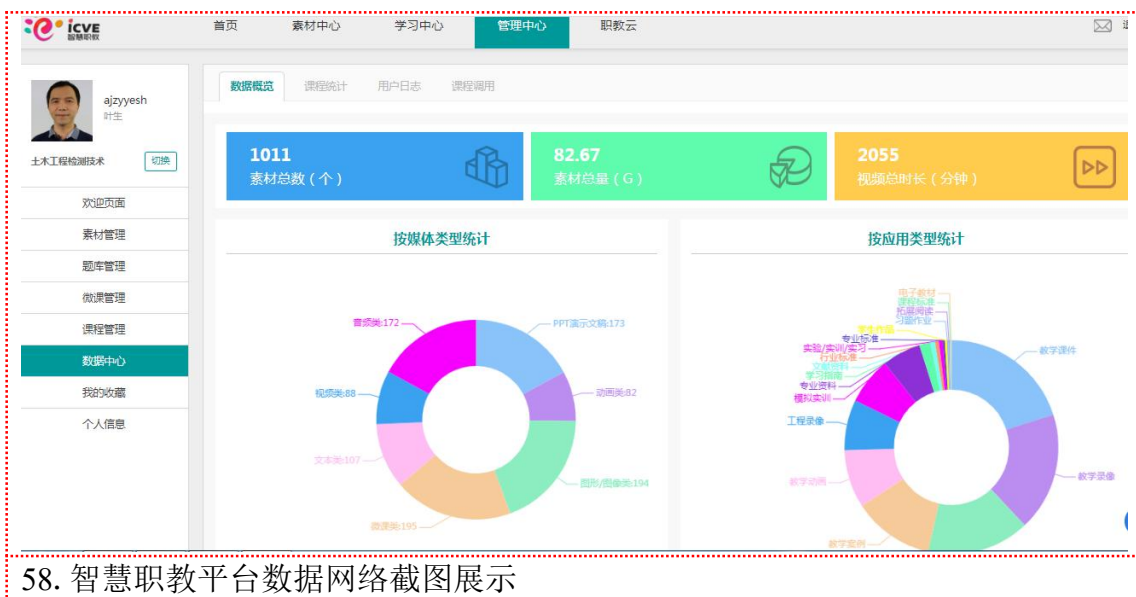 icve
智慧职教
首页 素材中心 学习中心 管理中心 职教云
ajzyyesh
叶生
土木工程检测技术 切换
欢迎页面
素材管理
题库管理
微课管理
课程管理
数据中心
我的收藏
个人信息
数据概览 课程统计 用户日志 课程调用
1011
素材总数（个）
82.67
素材总量（G）
2055
视频总时长（分钟）
按媒体类型统计
音频类:172
PPT演示文稿:173
视频类:88
动画类:82
文本类:107
图形/图像类:194
微课类:195
按应用类型统计
电子教材
课程标准
拓展阅读
习题作业
学生作品
专业标准
实验/实训/实习
行业标准
文献资料
学习指南
专业资料
模拟实训
工程录像
教学动画
教学案例
教学课件
教学录像
58. 智慧职教平台数据网络截图展示